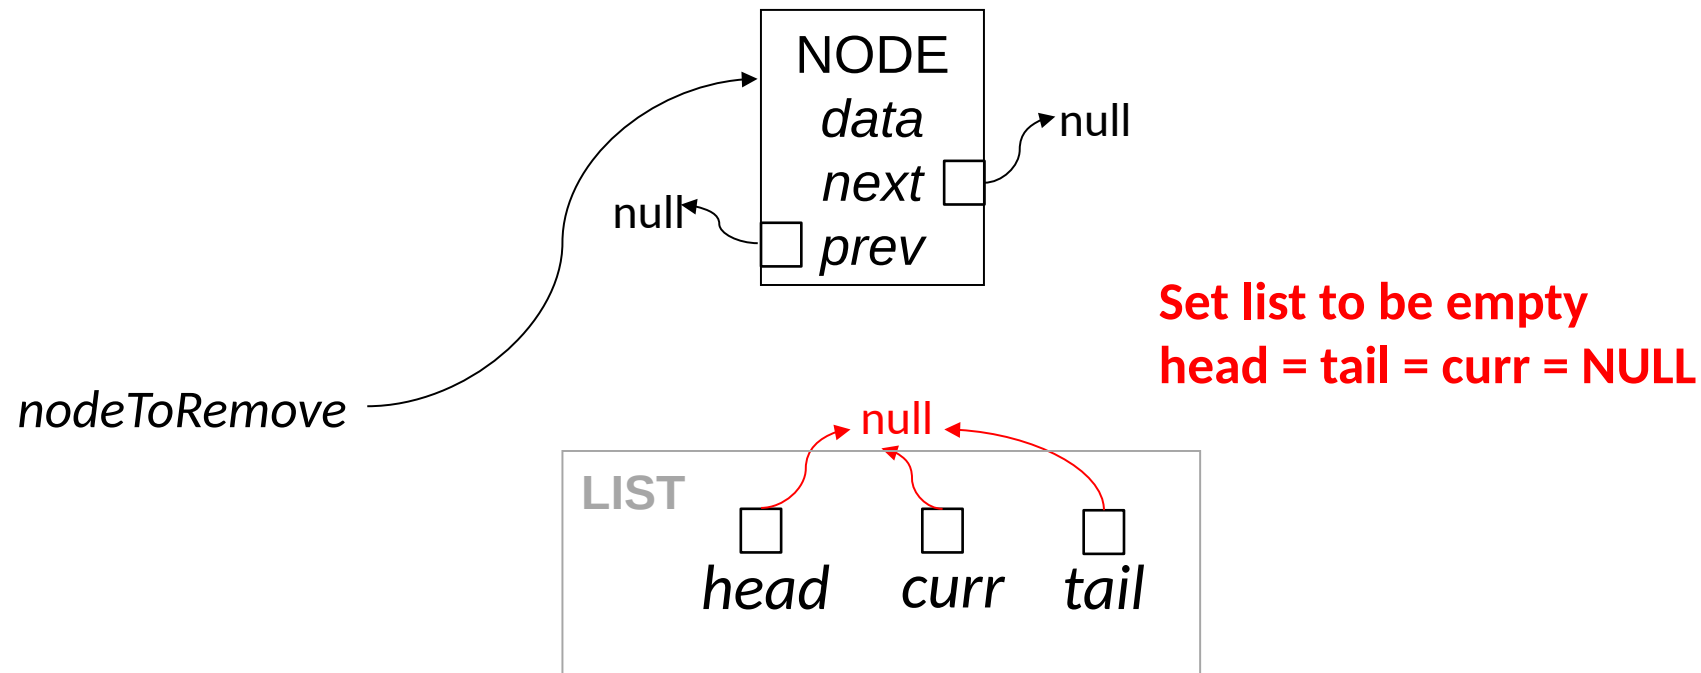 NODE
data
null
next
null
prev
Set list to be empty
head = tail = curr = NULL
nodeToRemove
null
LIST
head
curr
tail